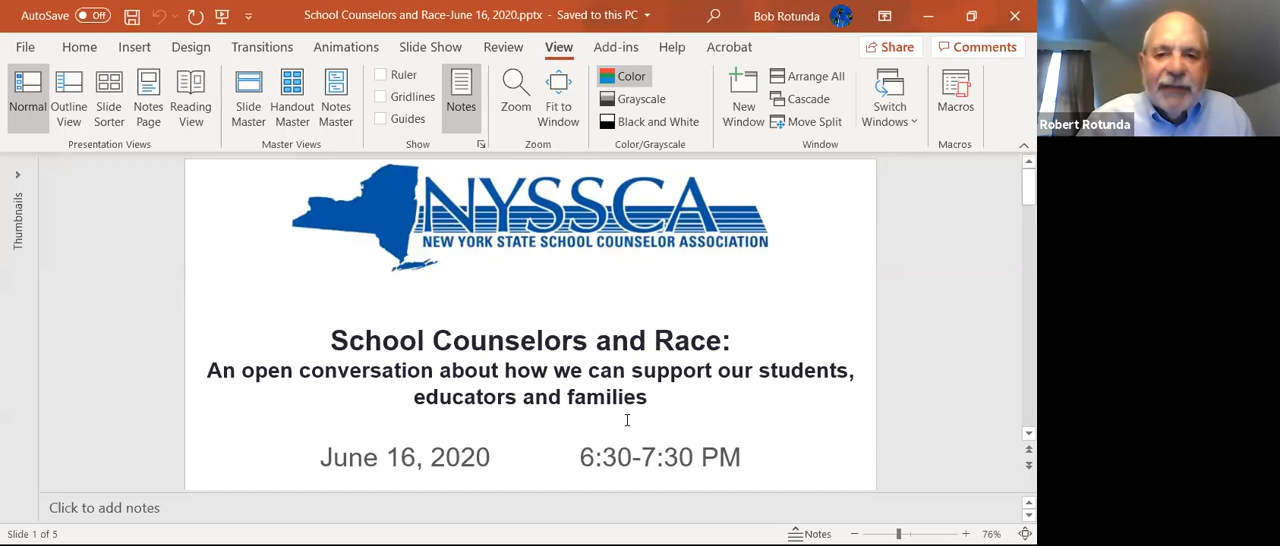 AutoSave Off
School Counselors and Race-June 16, 2020.pptx - Saved to this PC
Bob Rotunda
File Home Insert Design Transitions Animations Slide Show Review View Add-ins Help Acrobat
Share Comments
Normal
Outline View
Slide Sorter
Notes Page
Reading View
Presentation Views
Slide Master
Handout Master
Notes Master
Master Views
Ruler
Gridlines
Guides
Notes
Show
Zoom
Fit to Window
Zoom
Color
Grayscale
Black and White
Color/Grayscale
New Window
Arrange All
Cascade
Move Split
Switch Windows
Window
Macros
Macros
Robert Rotunda
Thumbnails
NYSSCA
NEW YORK STATE SCHOOL COUNSELOR ASSOCIATION
School Counselors and Race:
An open conversation about how we can support our students,
educators and families
June 16, 2020 6:30-7:30 PM
Click to add notes
Slide 1 of 5
Notes
76%